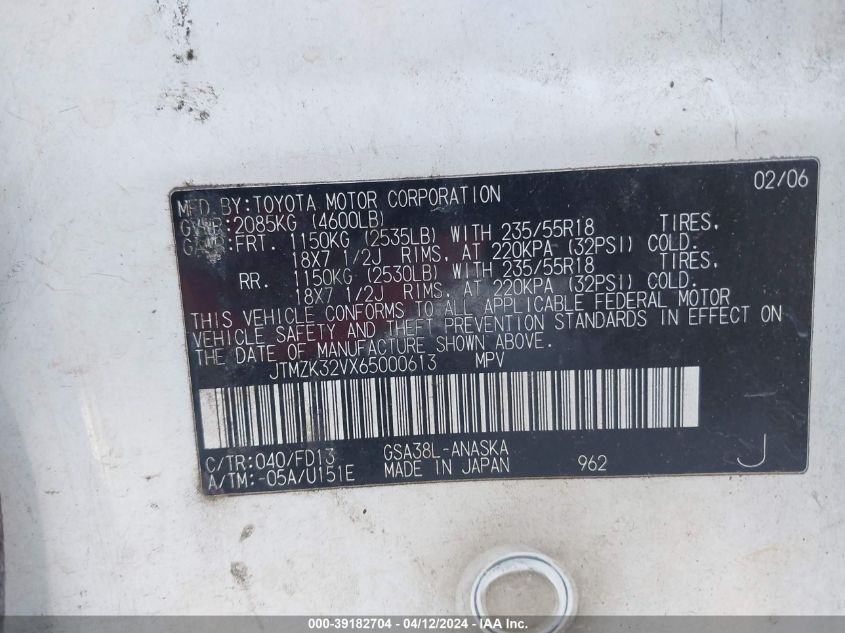 MFD BY:TOYOTA MOTOR CORPORATION 02/06
GVWR:2085KG (4600LB)
GAWR:FRT. 1150KG (2535LB) WITH 235/55R18 TIRES,
18X7 1/2J RIMS, AT 220KPA (32PSI) COLD.
RR. 1150KG (2530LB) WITH 235/55R18 TIRES,
18X7 1/2J RIMS, AT 220KPA (32PSI) COLD.
THIS VEHICLE CONFORMS TO ALL APPLICABLE FEDERAL MOTOR
VEHICLE SAFETY AND THEFT PREVENTION STANDARDS IN EFFECT ON
THE DATE OF MANUFACTURE SHOWN ABOVE.
JTMZK32VX65000613 MPV
C/TR:040/FD13 GSA38L-ANASKA
A/TM:-05A/U151E MADE IN JAPAN 962 J
000-39182704 - 04/12/2024 - IAA Inc.